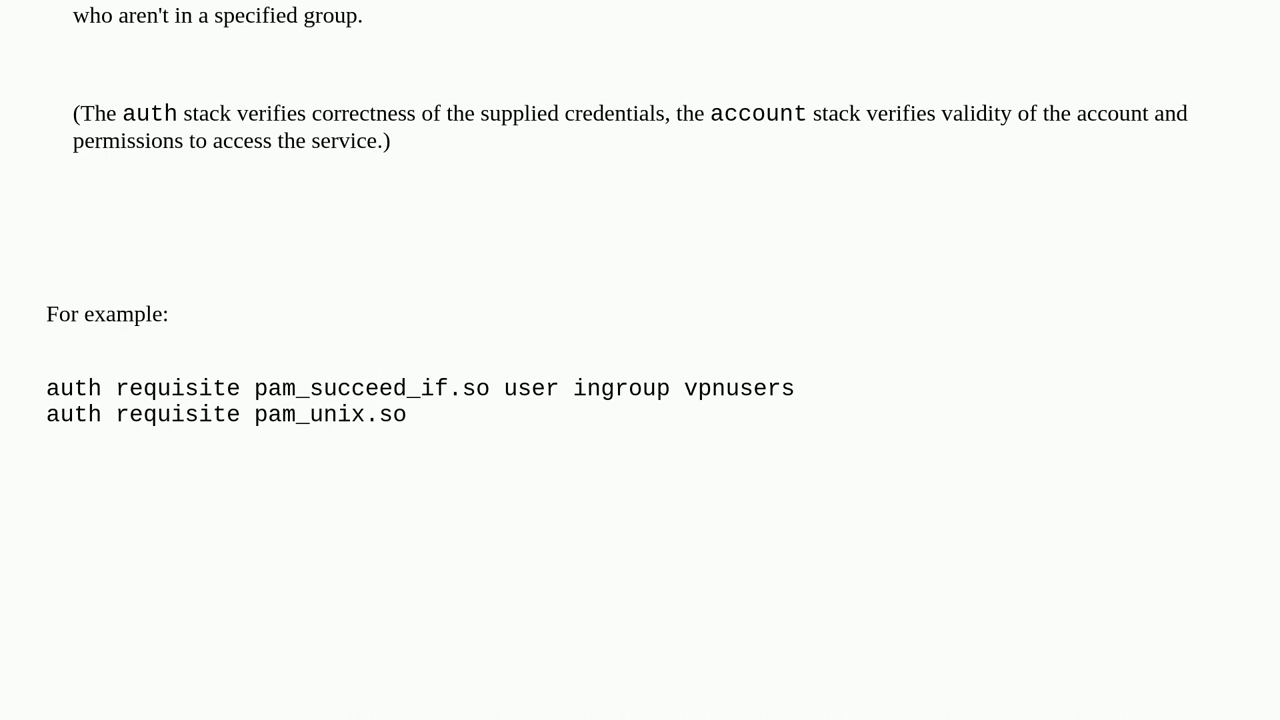 who aren't in a specified group.
(The auth stack verifies correctness of the supplied credentials, the account stack verifies validity of the account and
permissions to access the service.)
For example:
auth requisite pam_succeed_if.so user ingroup vpnusers
auth requisite pam_unix.so